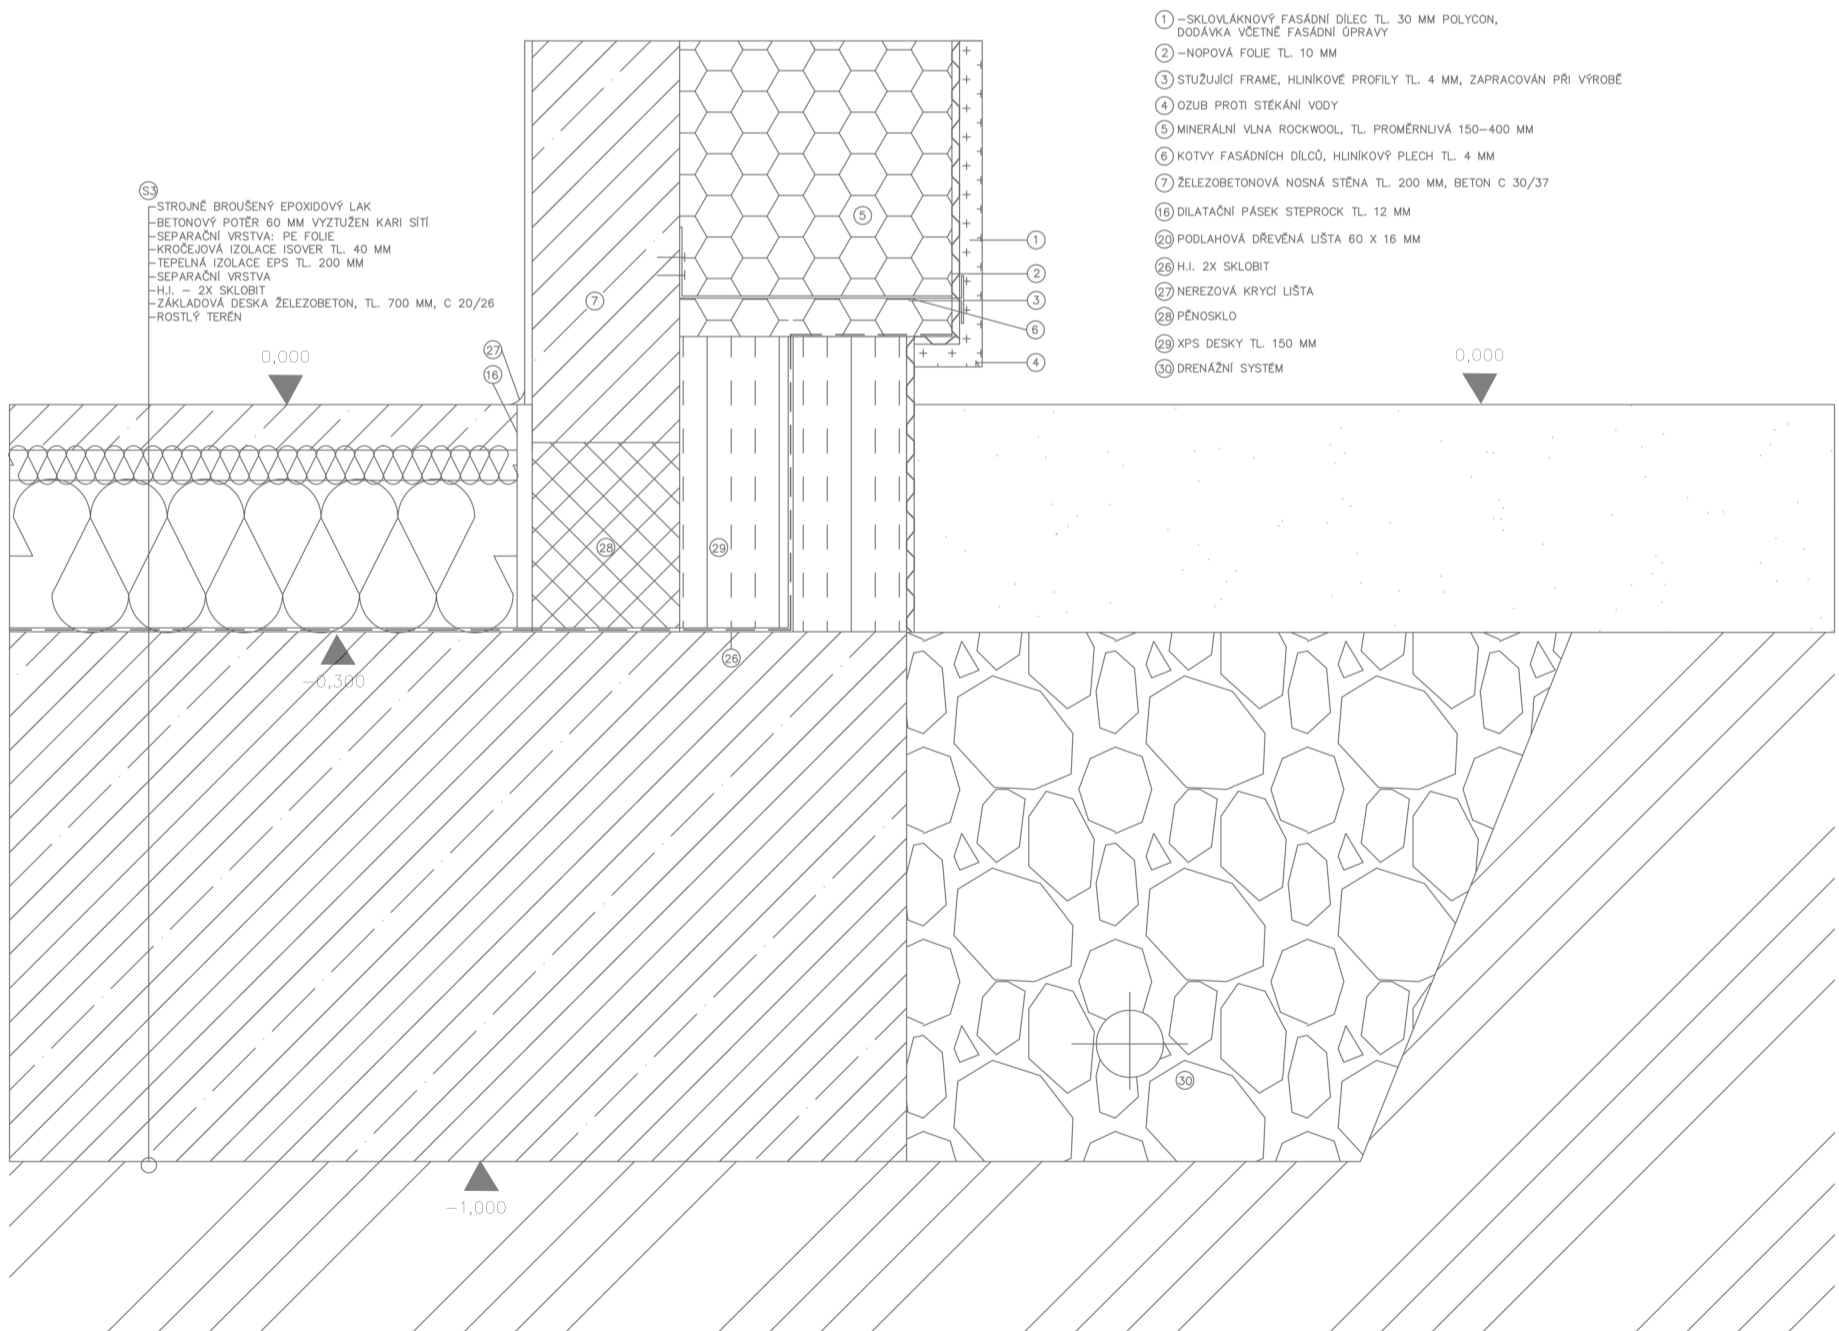 1 –SKLOVLÁKNOVÝ FASÁDNÍ DÍLEC TL. 30 MM POLYCON,
DODÁVKA VČETNĚ FASÁDNÍ ÚPRAVY
2 –NOPOVÁ FOLIE TL. 10 MM
3 STUŽUJÍCÍ FRAME, HLINÍKOVÉ PROFILY TL. 4 MM, ZAPRACOVÁN PŘI VÝROBĚ
4 OZUB PROTI STÉKÁNÍ VODY
5 MINERÁLNÍ VLNA ROCKWOOL, TL. PROMĚRNLIVÁ 150–400 MM
6 KOTVY FASÁDNÍCH DÍLCŮ, HLINÍKOVÝ PLECH TL. 4 MM
7 ŽELEZOBETONOVÁ NOSNÁ STĚNA TL. 200 MM, BETON C 30/37
16 DILATAČNÍ PÁSEK STEPROCK TL. 12 MM
20 PODLAHOVÁ DŘEVĚNÁ LIŠTA 60 X 16 MM
26 H.I. 2X SKLOBIT
27 NEREZOVÁ KRYCÍ LIŠTA
28 PĚNOSKLO
29 XPS DESKY TL. 150 MM
30 DRENÁŽNÍ SYSTÉM
S3
STROJNĚ BROUŠENÝ EPOXIDOVÝ LAK
BETONOVÝ POTĚR 60 MM VYZTUŽEN KARI SÍTÍ
SEPARAČNÍ VRSTVA: PE FOLIE
KROČEJOVÁ IZOLACE ISOVER TL. 40 MM
TEPELNÁ IZOLACE EPS TL. 200 MM
SEPARAČNÍ VRSTVA
H.I. – 2X SKLOBIT
ZÁKLADOVÁ DESKA ŽELEZOBETON, TL. 700 MM, C 20/26
ROSTLÝ TERÉN
5
1
2
3
6
4
7
27
16
0,000
0,000
28
29
26
–0,300
30
–1,000